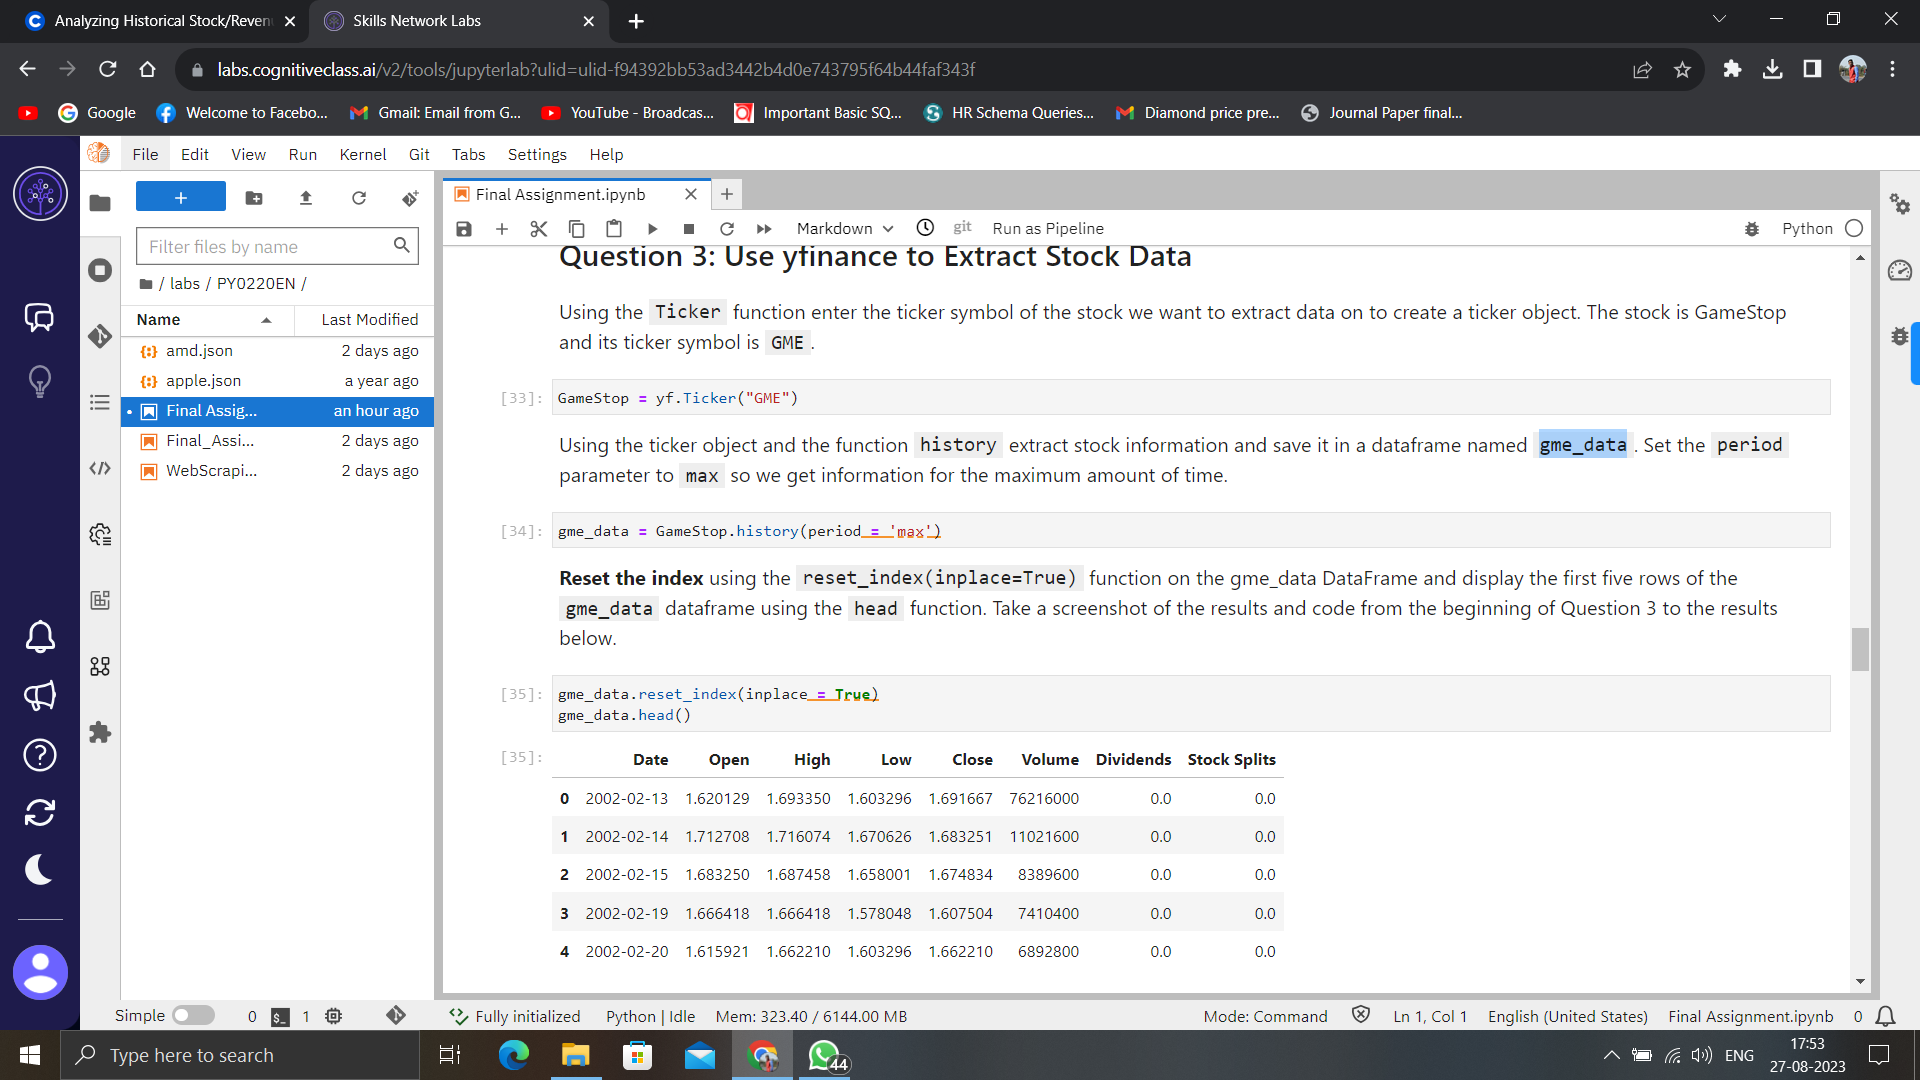 Analyzing Historical Stock/Reven
Skills Network Labs
labs.cognitiveclass.ai/v2/tools/jupyterlab?ulid=ulid-f94392bb53ad3442b4d0e743795f64b44faf343f
Google
Welcome to Facebo...
Gmail: Email from G...
YouTube - Broadcas...
Important Basic SQ...
HR Schema Queries...
Diamond price pre...
Journal Paper final...
File Edit View Run Kernel Git Tabs Settings Help
Filter files by name
/ labs / PY0220EN /
Name Last Modified
amd.json 2 days ago
apple.json a year ago
Final Assig... an hour ago
Final_Assi... 2 days ago
WebScrapi... 2 days ago
Final Assignment.ipynb
Markdown git Run as Pipeline Python
Question 3: Use yfinance to Extract Stock Data
Using the Ticker function enter the ticker symbol of the stock we want to extract data on to create a ticker object. The stock is GameStop
and its ticker symbol is GME .
[33]: GameStop = yf.Ticker("GME")
Using the ticker object and the function history extract stock information and save it in a dataframe named gme_data . Set the period
parameter to max so we get information for the maximum amount of time.
[34]: gme_data = GameStop.history(period = 'max')
Reset the index using the reset_index(inplace=True) function on the gme_data DataFrame and display the first five rows of the
gme_data dataframe using the head function. Take a screenshot of the results and code from the beginning of Question 3 to the results
below.
[35]: gme_data.reset_index(inplace = True)
gme_data.head()
[35]: Date Open High Low Close Volume Dividends Stock Splits
0 2002-02-13 1.620129 1.693350 1.603296 1.691667 76216000 0.0 0.0
1 2002-02-14 1.712708 1.716074 1.670626 1.683251 11021600 0.0 0.0
2 2002-02-15 1.683250 1.687458 1.658001 1.674834 8389600 0.0 0.0
3 2002-02-19 1.666418 1.666418 1.578048 1.607504 7410400 0.0 0.0
4 2002-02-20 1.615921 1.662210 1.603296 1.662210 6892800 0.0 0.0
Simple 0 1 Fully initialized Python | Idle Mem: 323.40 / 6144.00 MB Mode: Command Ln 1, Col 1 English (United States) Final Assignment.ipynb 0
Type here to search
44
ENG
17:53
27-08-2023